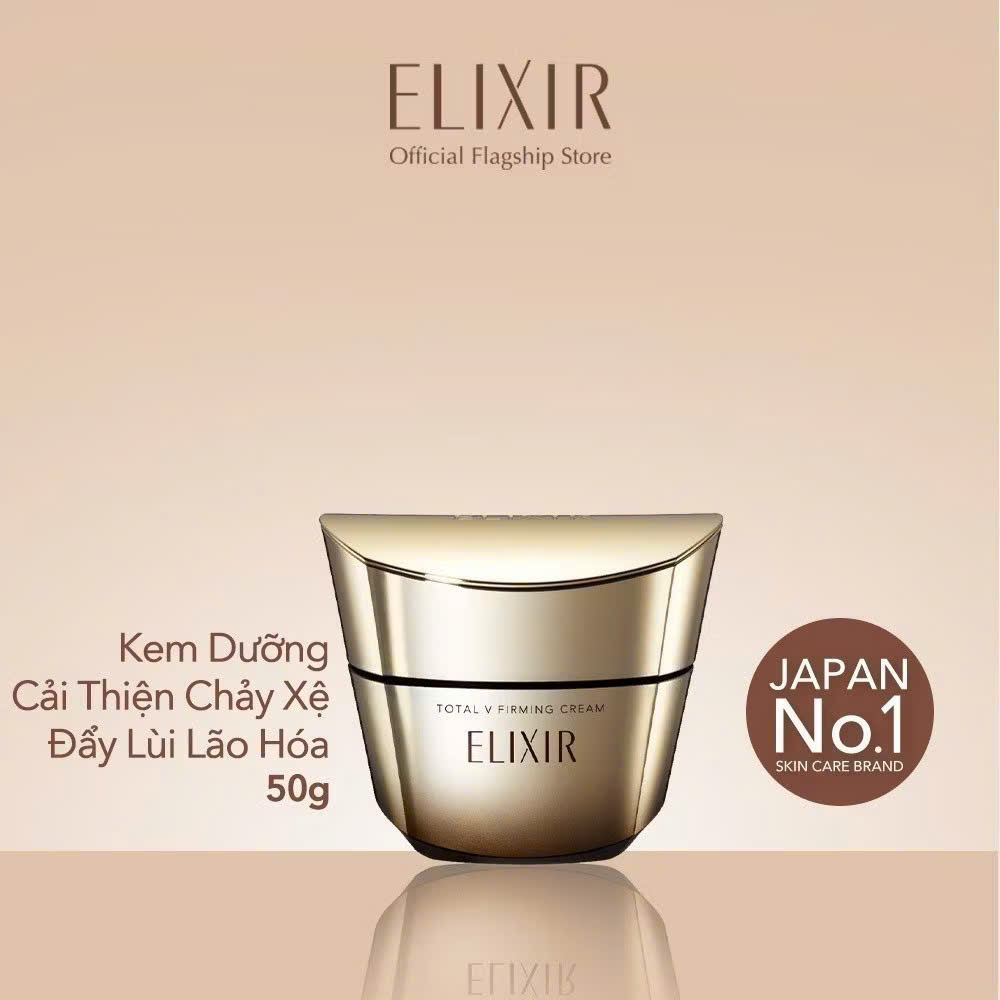 ELIXIR
Official Flagship Store
Kem Dưỡng
Cải Thiện Chảy Xệ
Đẩy Lùi Lão Hóa
50g
TOTAL V FIRMING CREAM
ELIXIR
JAPAN
No.1
SKIN CARE BRAND
ELIXIR